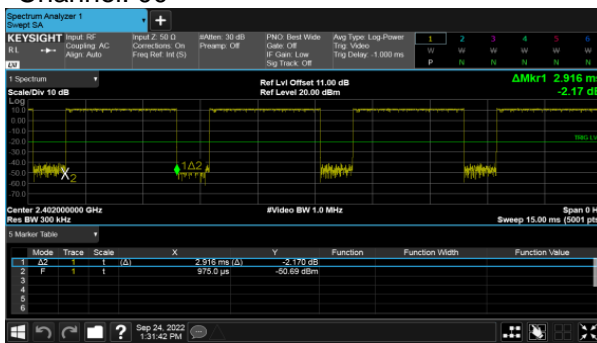 Spectrum Analyzer 1
Swept SA
+
KEYSIGHT Input: RF Input Z: 50 Ω #Atten: 30 dB PNO: Best Wide Avg Type: Log-Power 1 2 3 4 5 6
RL Coupling: AC Corrections: On Preamp: Off Gate: Off Trig: Video W W W W W W
Align: Auto Freq Ref: Int (S) IF Gain: Low Trig Delay: -1.000 ms P N N N N N
LXI Sig Track: Off
1 Spectrum Ref Lvl Offset 11.00 dB ΔMkr1 2.916 ms
Scale/Div 10 dB Ref Level 20.00 dBm -2.17 dB
Log
10.0
0.00
-10.0
-20.0
-30.0
-40.0
-50.0
-60.0
-70.0
1Δ2
X2
Center 2.402000000 GHz #Video BW 1.0 MHz Span 0 H
Res BW 300 kHz Sweep 15.00 ms (5001 pts
5 Marker Table
Mode Trace Scale X Y Function Function Width Function Value
1 Δ2 1 t (Δ) 2.916 ms (Δ) -2.170 dB
2 F 1 t 975.0 µs -50.69 dBm
3
4
5
6
? Sep 24, 2022
1:31:42 PM